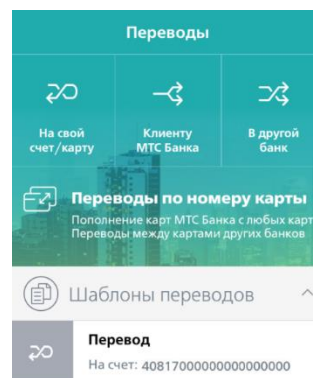 Переводы
На свой
счет/карту
Клиенту
МТС Банка
В другой
банк
Переводы по номеру карты
Пополнение карт МТС Банка с любых карт
Переводы между картами других банков
Шаблоны переводов
Перевод
На счет: 40817000000000000000